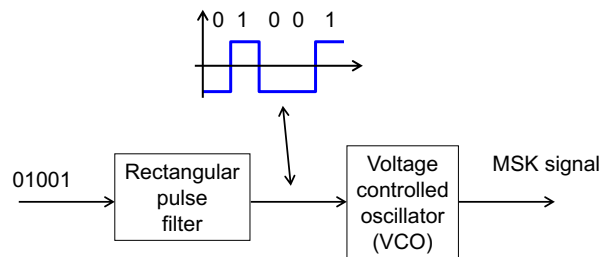 0 1 0 0 1
01001
Rectangular
pulse
filter
Voltage
controlled
oscillator
(VCO)
MSK signal